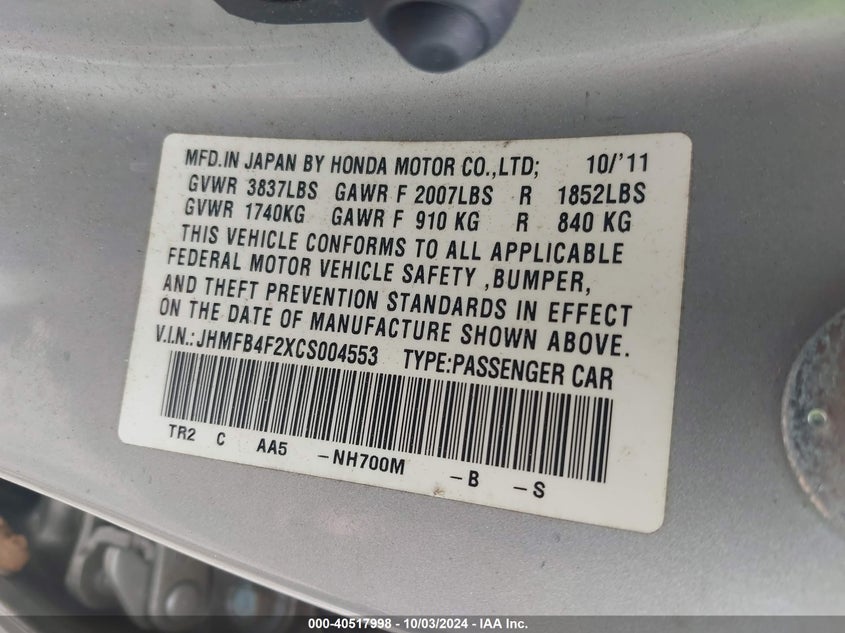 MFD.IN JAPAN BY HONDA MOTOR CO.,LTD; 10/'11
GVWR 3837LBS GAWR F 2007LBS R 1852LBS
GVWR 1740KG GAWR F 910 KG R 840 KG
THIS VEHICLE CONFORMS TO ALL APPLICABLE
FEDERAL MOTOR VEHICLE SAFETY ,BUMPER,
AND THEFT PREVENTION STANDARDS IN EFFECT
ON THE DATE OF MANUFACTURE SHOWN ABOVE.
V.I.N.:JHMFB4F2XCS004553 TYPE:PASSENGER CAR
TR2 C AA5 -NH700M -B -S
000-40517998 - 10/03/2024 - IAA Inc.